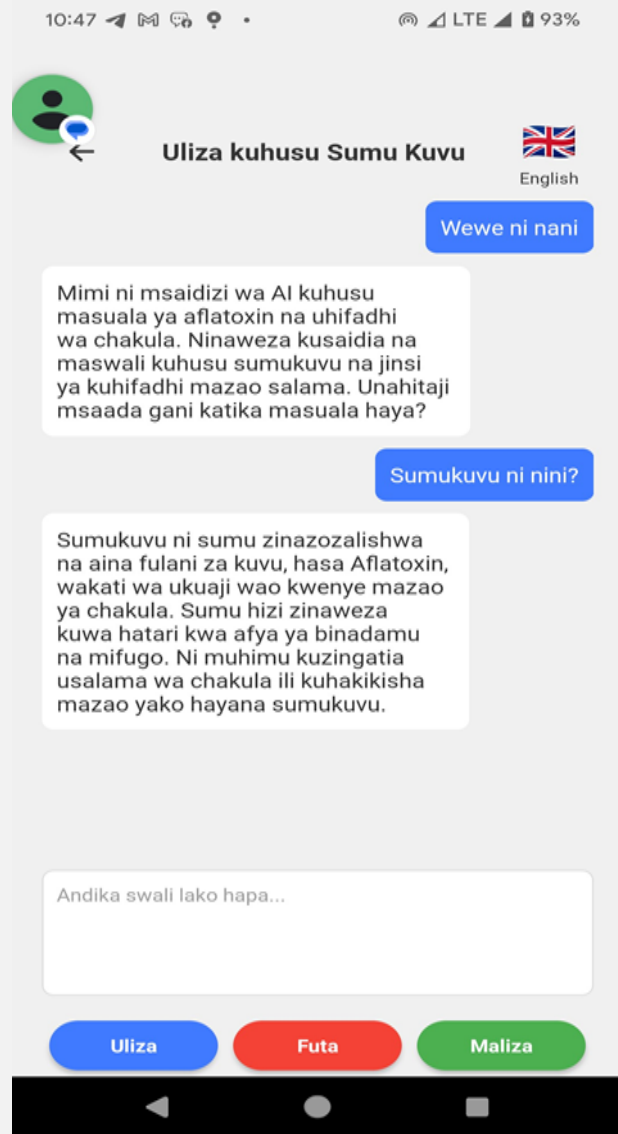 10:47
LTE
93%
Uliza kuhusu Sumu Kuvu
English
Wewe ni nani
Mimi ni msaidizi wa AI kuhusu
masuala ya aflatoxin na uhifadhi
wa chakula. Ninaweza kusaidia na
maswali kuhusu sumukuvu na jinsi
ya kuhifadhi mazao salama. Unahitaji
msaada gani katika masuala haya?
Sumukuvu ni nini?
Sumukuvu ni sumu zinazozalishwa
na aina fulani za kuvu, hasa Aflatoxin,
wakati wa ukuaji wao kwenye mazao
ya chakula. Sumu hizi zinaweza
kuwa hatari kwa afya ya binadamu
na mifugo. Ni muhimu kuzingatia
usalama wa chakula ili kuhakikisha
mazao yako hayana sumukuvu.
Andika swali lako hapa...
Uliza
Futa
Maliza